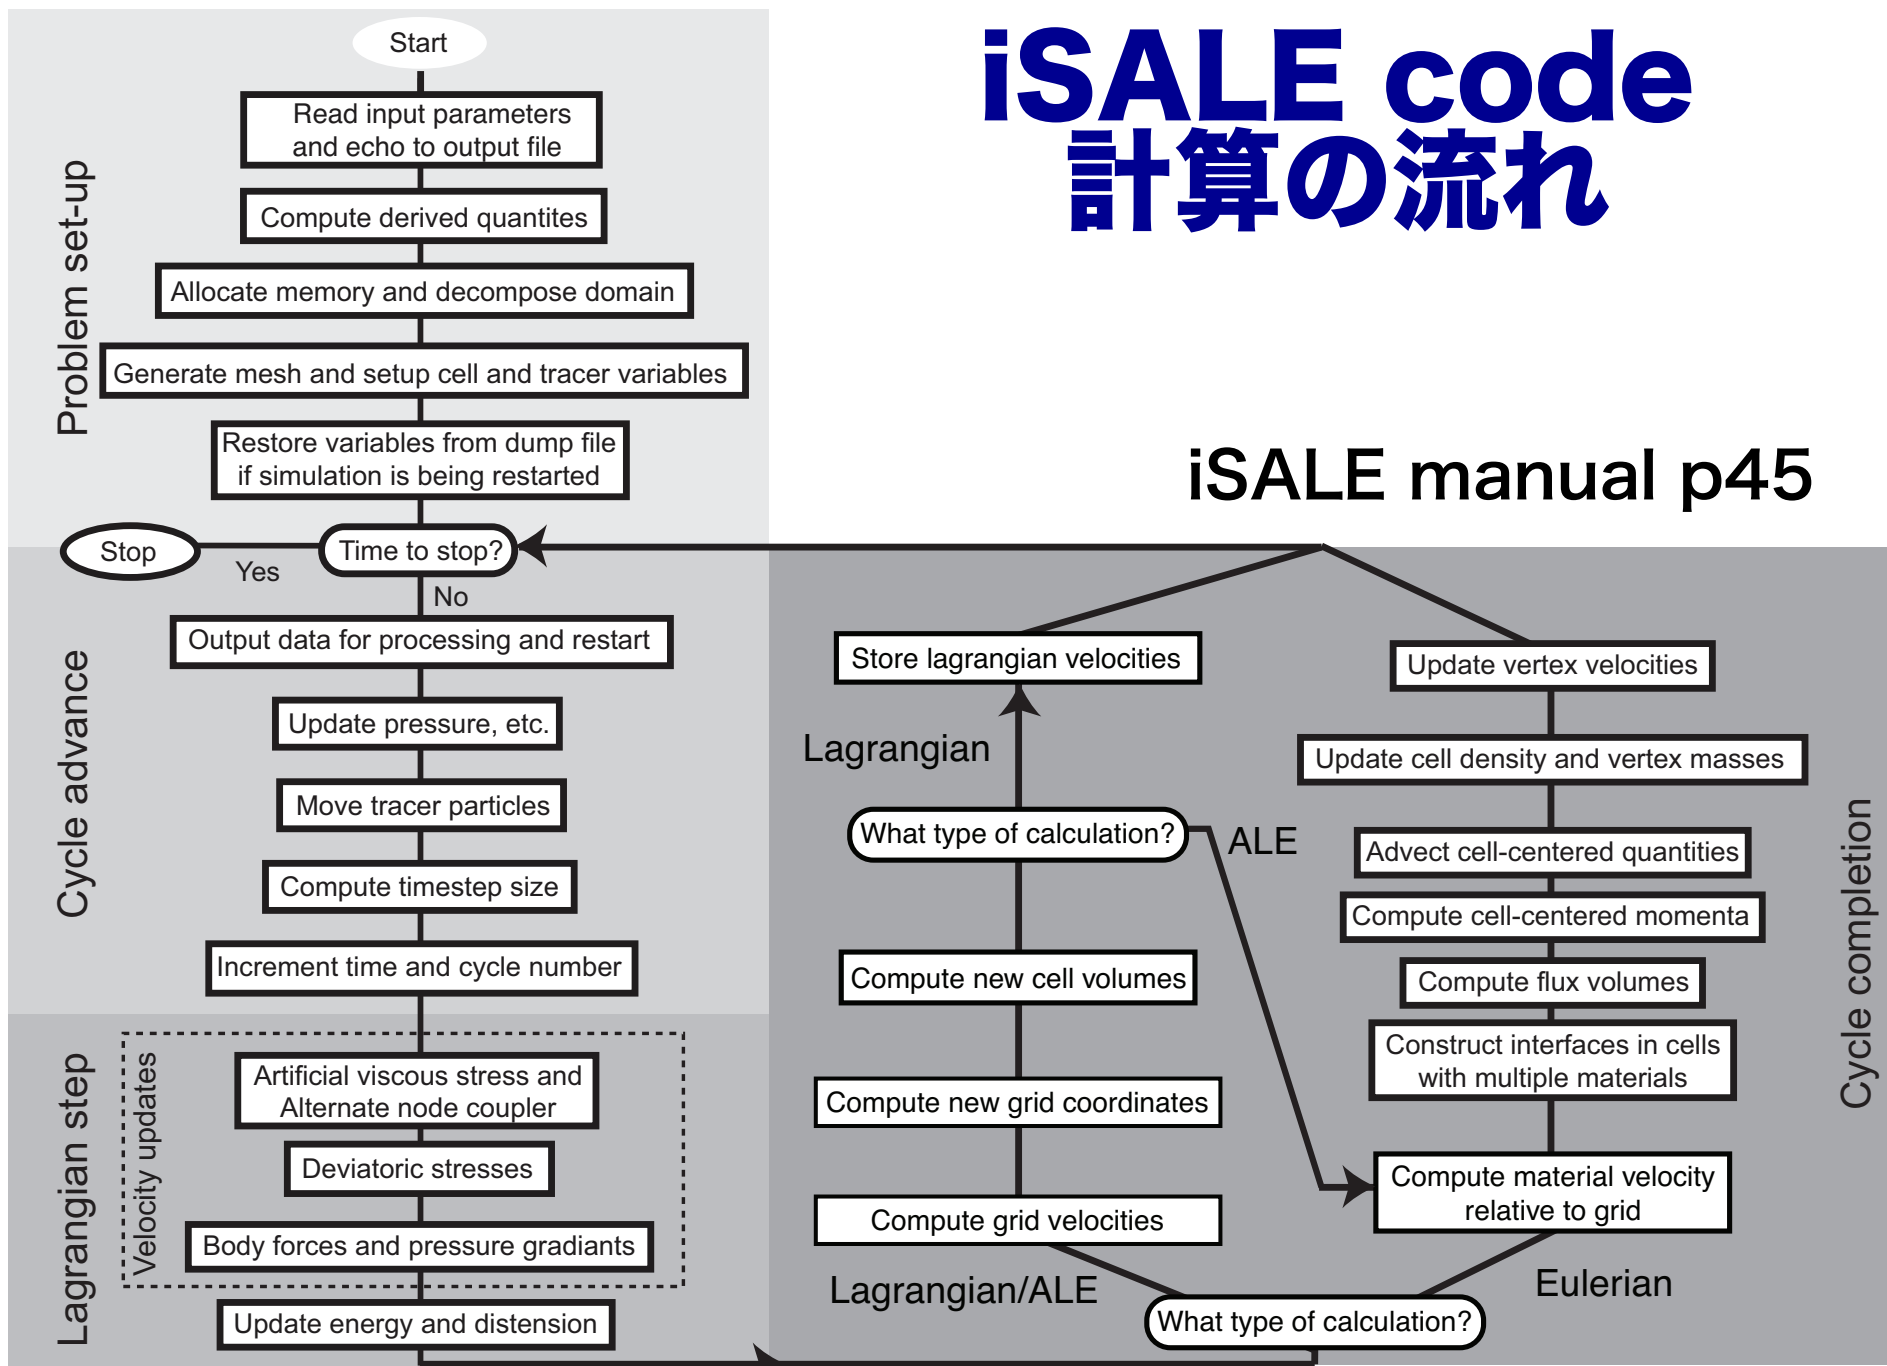 iSALE code
計算の流れ
iSALE manual p45
Problem set-up
Start
Read input parameters
and echo to output file
Compute derived quantites
Allocate memory and decompose domain
Generate mesh and setup cell and tracer variables
Restore variables from dump file
if simulation is being restarted
Stop
Yes
Time to stop?
No
Cycle advance
Output data for processing and restart
Update pressure, etc.
Move tracer particles
Compute timestep size
Increment time and cycle number
Lagrangian step
Velocity updates
Artificial viscous stress and
Alternate node coupler
Deviatoric stresses
Body forces and pressure gradiants
Update energy and distension
Store lagrangian velocities
Lagrangian
What type of calculation?
ALE
Compute new cell volumes
Compute new grid coordinates
Compute grid velocities
Lagrangian/ALE
What type of calculation?
Eulerian
Update vertex velocities
Update cell density and vertex masses
Advect cell-centered quantities
Compute cell-centered momenta
Compute flux volumes
Construct interfaces in cells
with multiple materials
Compute material velocity
relative to grid
Cycle completion